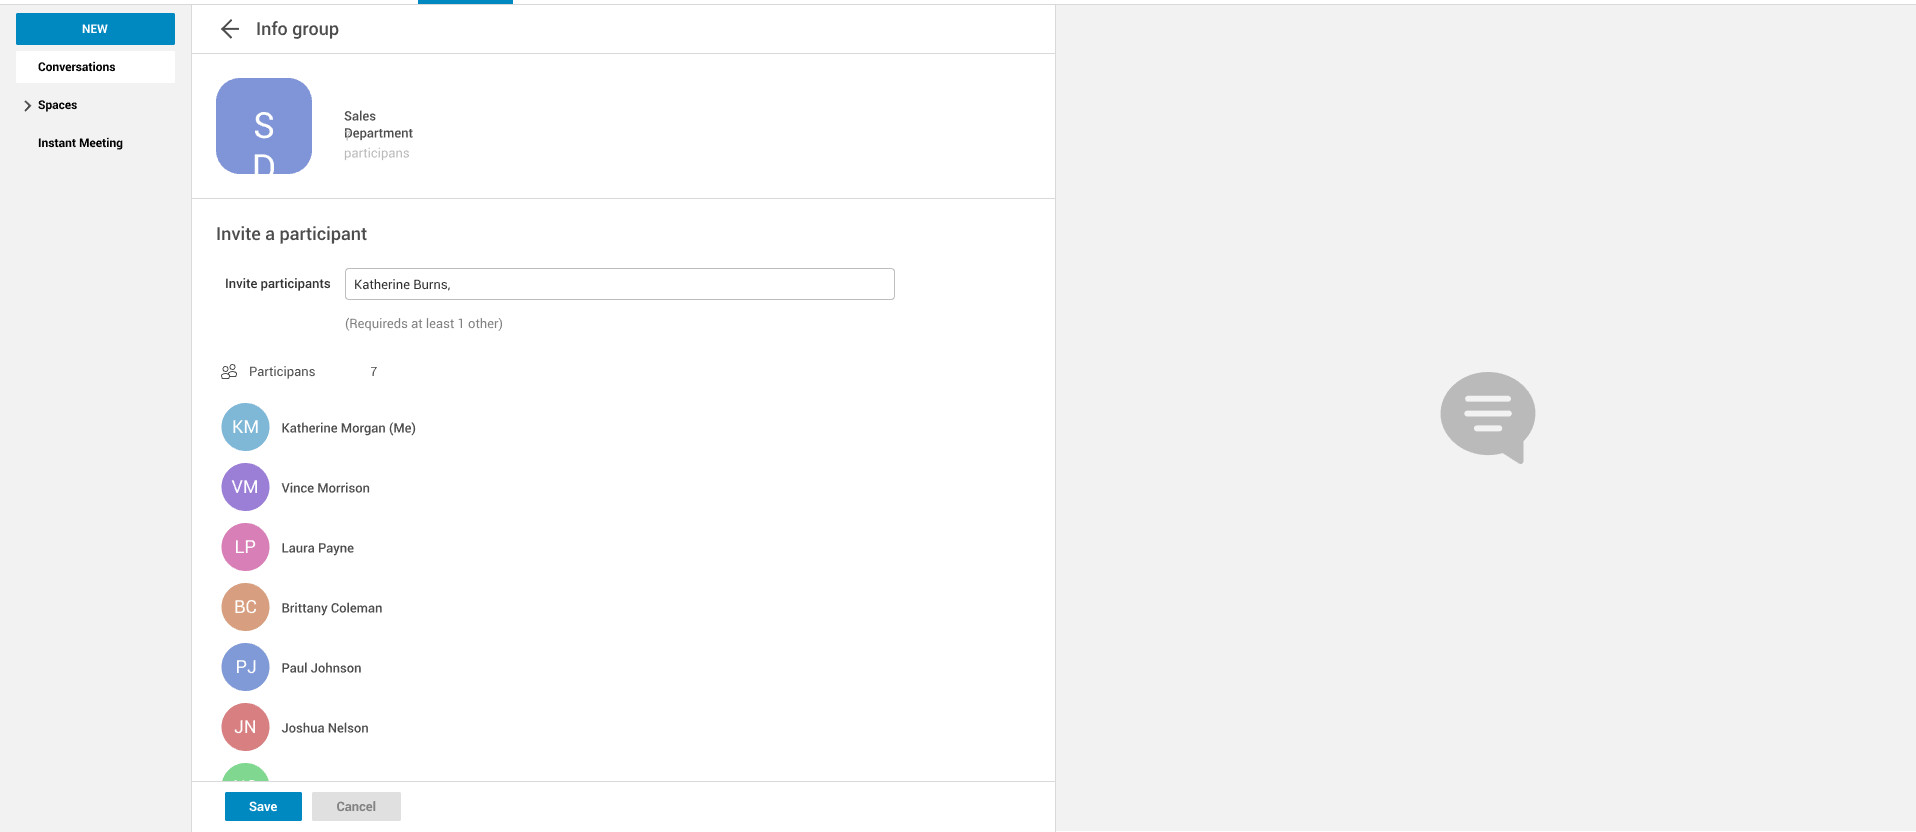 NEW
Conversations
Spaces
Instant Meeting
Info group
S
D
Sales
Department
participans
Invite a participant
Invite participants
Katherine Burns,
(Requireds at least 1 other)
Participans 7
KM Katherine Morgan (Me)
VM Vince Morrison
LP Laura Payne
BC Brittany Coleman
PJ Paul Johnson
JN Joshua Nelson
Save
Cancel